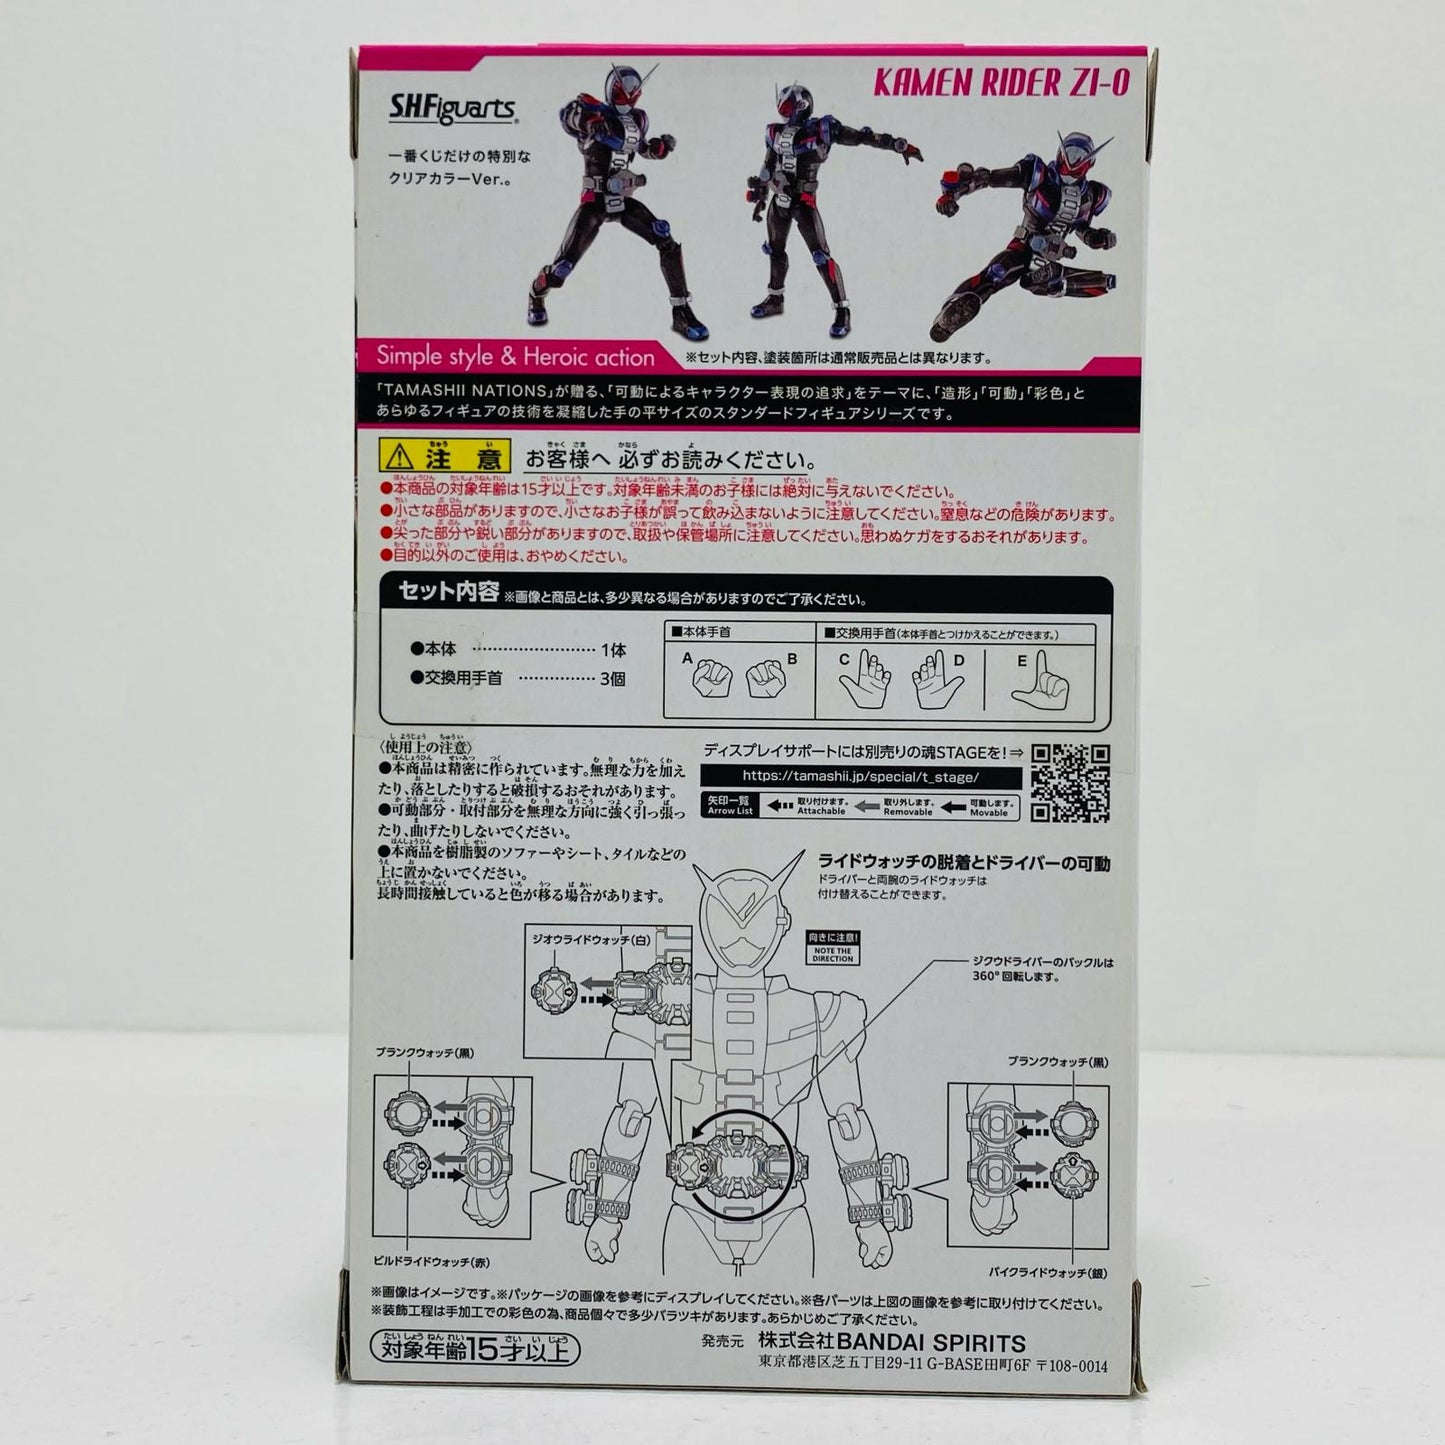 KAMEN RIDER ZI-O
S.H.Figuarts
一番くじだけの特別な
クリアカラーVer.。
Simple style & Heroic action
※セット内容、塗装箇所は通常販売品とは異なります。
「TAMASHII NATIONS」が贈る、「可動によるキャラクター表現の追求」をテーマに、「造形」「可動」「彩色」と
あらゆるフィギュアの技術を凝縮した手の平サイズのスタンダードフィギュアシリーズです。
注意 お客様へ 必ずお読みください。
●本商品の対象年齢は15才以上です。対象年齢未満のお子様には絶対に与えないでください。
●小さな部品がありますので、小さなお子様が誤って飲み込まないように注意してください。窒息などの危険があります。
●尖った部分や鋭い部分がありますので、取扱や保管場所に注意してください。思わぬケガをするおそれがあります。
●目的以外のご使用は、おやめください。
セット内容 ※画像と商品とは、多少異なる場合がありますのでご了承ください。
●本体 …………………… 1体
●交換用手首 …………… 3個
■本体手首
A B
■交換用手首(本体手首とつけかえることができます。)
C D E
〈使用上の注意〉
●本商品は精密に作られています。無理な力を加え
たり、落としたりすると破損するおそれがあります。
●可動部分・取付部分を無理な方向に強く引っ張っ
たり、曲げたりしないでください。
●本商品を樹脂製のソファーやシート、タイルなどの
上に置かないでください。
長時間接触していると色が移る場合があります。
ディスプレイサポートには別売りの魂STAGEを!⇒
https://tamashii.jp/special/t_stage/
矢印一覧
Arrow List
取り付けます。
Attachable
取り外します。
Removable
可動します。
Movable
ライドウォッチの脱着とドライバーの可動
ドライバーと両腕のライドウォッチは
付け替えることができます。
向きに注意!
NOTE THE
DIRECTION
ジオウライドウォッチ(白)
ジクウドライバーのバックルは
360°回転します。
ブランクウォッチ(黒)
ビルドライドウォッチ(赤)
ブランクウォッチ(黒)
バイクライドウォッチ(銀)
※画像はイメージです。※パッケージの画像を参考にディスプレイしてください。※各パーツは上図の画像を参考に取り付けてください。
※装飾工程は手加工での彩色の為、商品個々で多少バラツキがあります。あらかじめご了承ください。
対象年齢15才以上
発売元 株式会社BANDAI SPIRITS
東京都港区芝五丁目29-11 G-BASE田町6F 〒108-0014